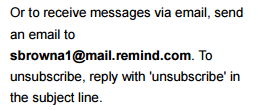 Or to receive messages via email, send
an email to
sbrowna1@mail.remind.com. To
unsubscribe, reply with 'unsubscribe' in
the subject line.